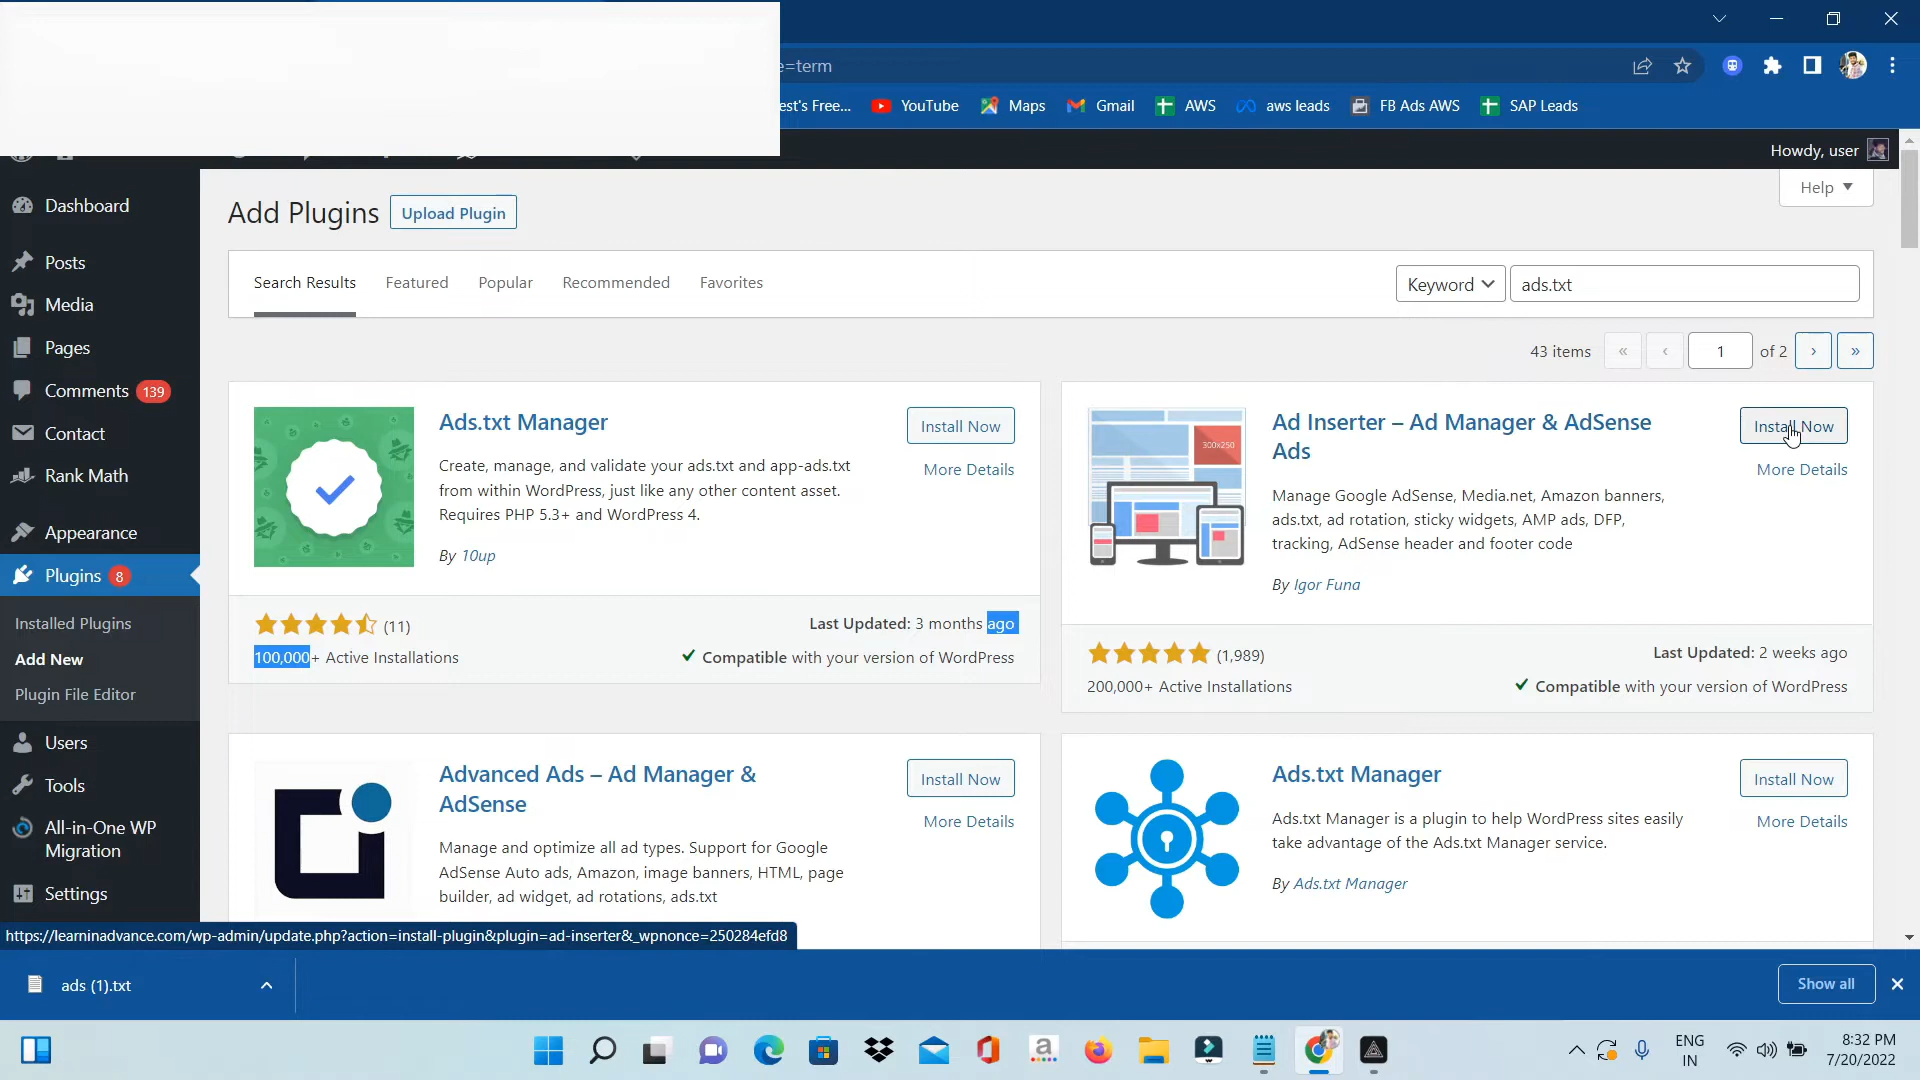 =term
est's Free...
YouTube
Maps
Gmail
AWS
aws leads
FB Ads AWS
SAP Leads
Howdy, user
Dashboard
Posts
Media
Pages
Comments 139
Contact
Rank Math
Appearance
Plugins 8
Installed Plugins
Add New
Plugin File Editor
Users
Tools
All-in-One WP
Migration
Settings
Help
Add Plugins
Upload Plugin
Search Results
Featured
Popular
Recommended
Favorites
Keyword
ads.txt
43 items « ‹ 1 of 2 › »
Ads.txt Manager
Install Now
More Details
Create, manage, and validate your ads.txt and app-ads.txt
from within WordPress, just like any other content asset.
Requires PHP 5.3+ and WordPress 4.
By 10up
(11)
Last Updated: 3 months ago
100,000+ Active Installations
Compatible with your version of WordPress
Ad Inserter – Ad Manager & AdSense
Ads
300x250
Install Now
More Details
Manage Google AdSense, Media.net, Amazon banners,
ads.txt, ad rotation, sticky widgets, AMP ads, DFP,
tracking, AdSense header and footer code
By Igor Funa
(1,989)
Last Updated: 2 weeks ago
200,000+ Active Installations
Compatible with your version of WordPress
Advanced Ads – Ad Manager &
AdSense
Install Now
More Details
Manage and optimize all ad types. Support for Google
AdSense Auto ads, Amazon, image banners, HTML, page
builder, ad widget, ad rotations, ads.txt
Ads.txt Manager
Install Now
More Details
Ads.txt Manager is a plugin to help WordPress sites easily
take advantage of the Ads.txt Manager service.
By Ads.txt Manager
https://learninadvance.com/wp-admin/update.php?action=install-plugin&plugin=ad-inserter&_wpnonce=250284efd8
ads (1).txt
Show all
ENG
IN
8:32 PM
7/20/2022